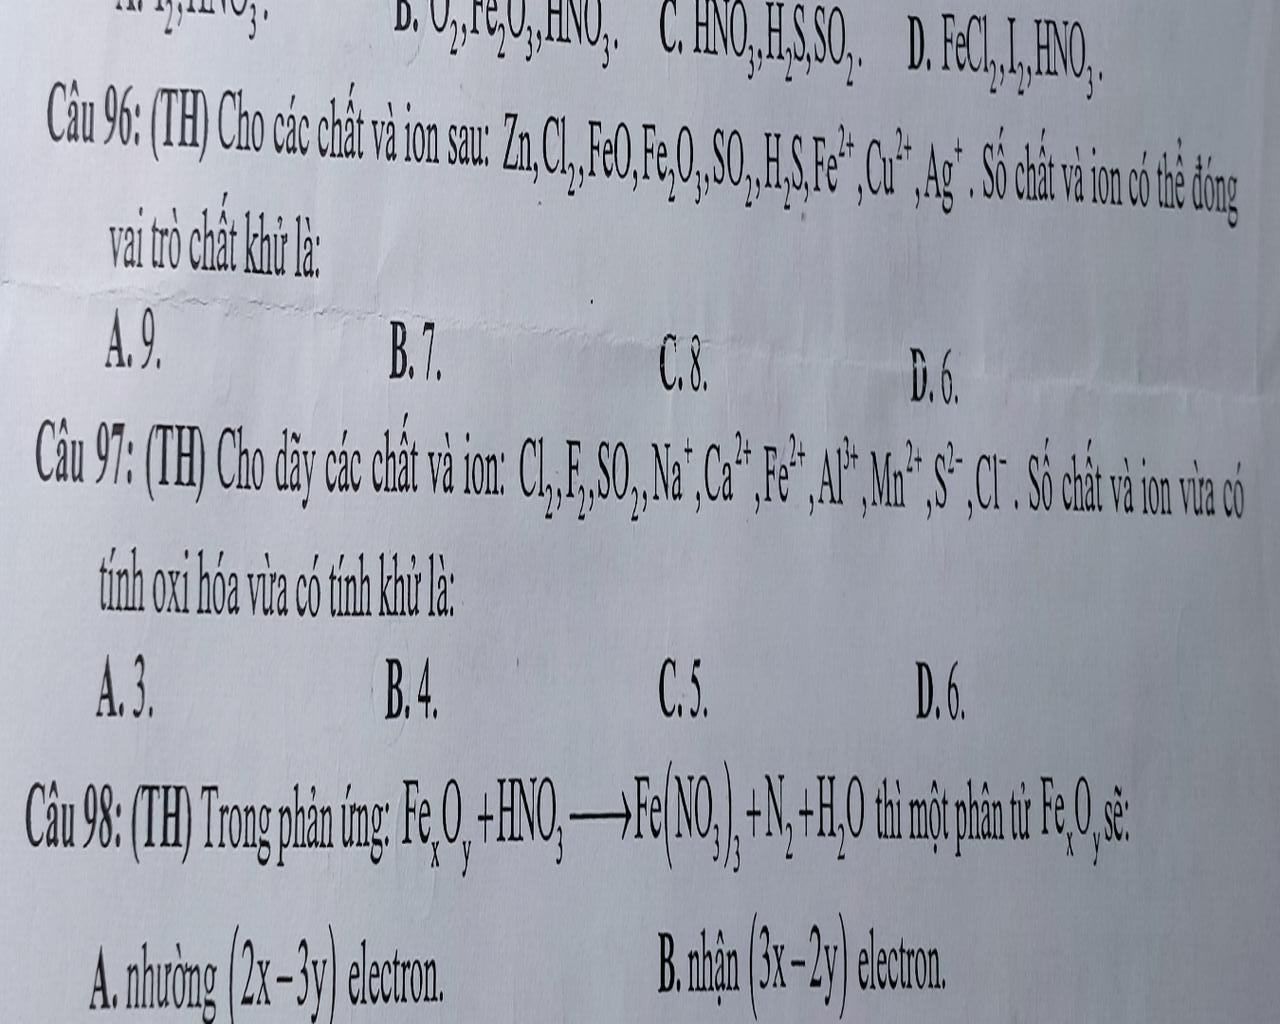 A. I₂,HNO₃. B. O₂,Fe₂O₃,HNO₃. C. HNO₃,H₂S,SO₂. D. FeCl₂,I₂,HNO₃.
Câu 96: (TH) Cho các chất và ion sau: Zn,Cl₂,FeO,Fe₂O₃,SO₂,H₂S,Fe²⁺,Cu²⁺,Ag⁺. Số chất và ion có thể đóng
vai trò chất khử là:
A. 9. B. 7. C. 8. D. 6.
Câu 97: (TH) Cho dãy các chất và ion: Cl₂,F₂,SO₂,Na⁺,Ca²⁺,Fe²⁺,Al³⁺,Mn²⁺,S²⁻,Cl⁻. Số chất và ion vừa có
tính oxi hóa vừa có tính khử là:
A. 3. B. 4. C. 5. D. 6.
Câu 98: (TH) Trong phản ứng: FeₓOᵧ +HNO₃ ⟶Fe(NO₃)₃ +N₂ +H₂O thì một phân tử FeₓOᵧ sẽ:
A. nhường (2x−3y) electron. B. nhận (3x−2y) electron.